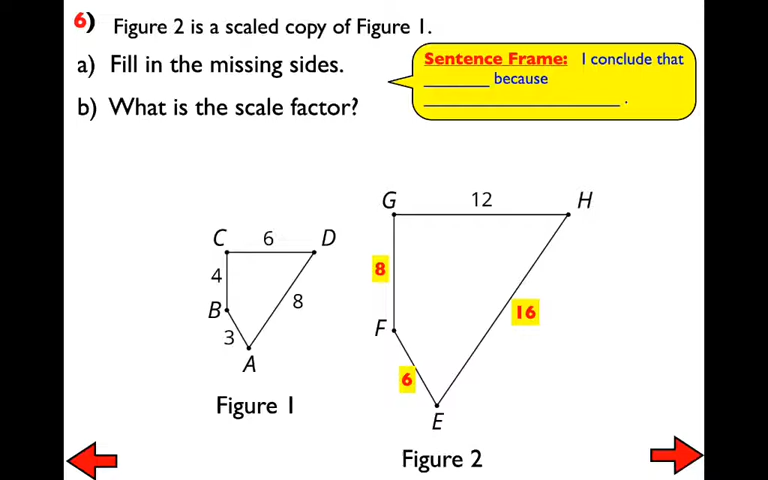 6) Figure 2 is a scaled copy of Figure 1.
a) Fill in the missing sides.
b) What is the scale factor?
Sentence Frame: I conclude that
________ because
______________________ .
G 12 H
C 6 D
4
8
B
8
3
F
16
A
6
Figure 1
E
Figure 2